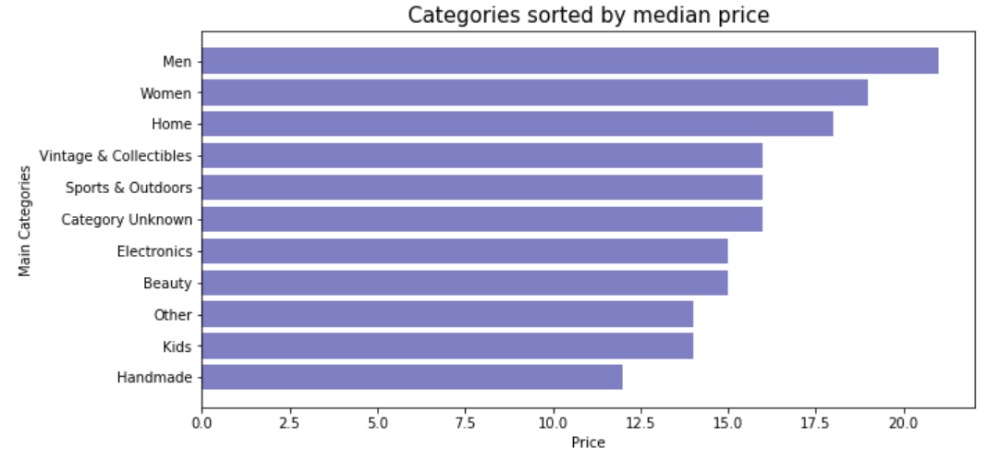 Categories sorted by median price
Main Categories
Men
Women
Home
Vintage & Collectibles
Sports & Outdoors
Category Unknown
Electronics
Beauty
Other
Kids
Handmade
0.0 2.5 5.0 7.5 10.0 12.5 15.0 17.5 20.0
Price